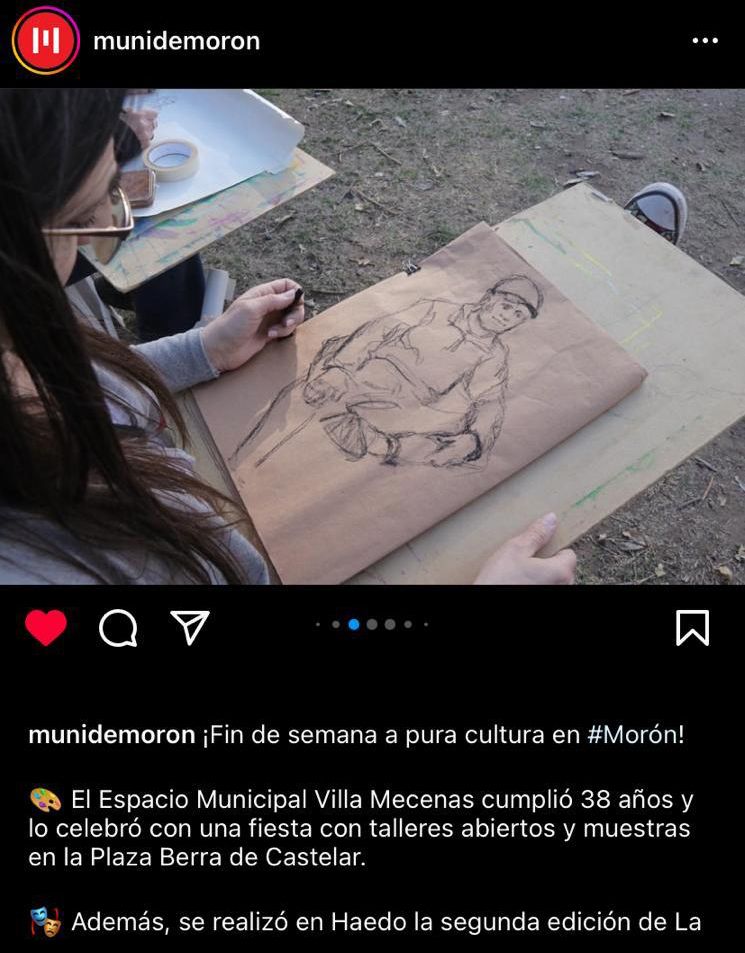 munidemoron
munidemoron ¡Fin de semana a pura cultura en #Morón!
🎨 El Espacio Municipal Villa Mecenas cumplió 38 años y
lo celebró con una fiesta con talleres abiertos y muestras
en la Plaza Berra de Castelar.
🎭 Además, se realizó en Haedo la segunda edición de La